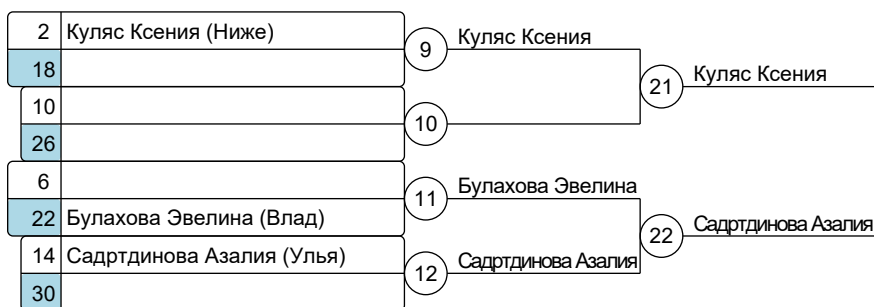 2 Куляс Ксения (Ниже)
18
9 Куляс Ксения
10
26
10
21 Куляс Ксения
6
22 Булахова Эвелина (Влад)
11 Булахова Эвелина
14 Садртдинова Азалия (Улья)
30
12 Садртдинова Азалия
22 Садртдинова Азалия